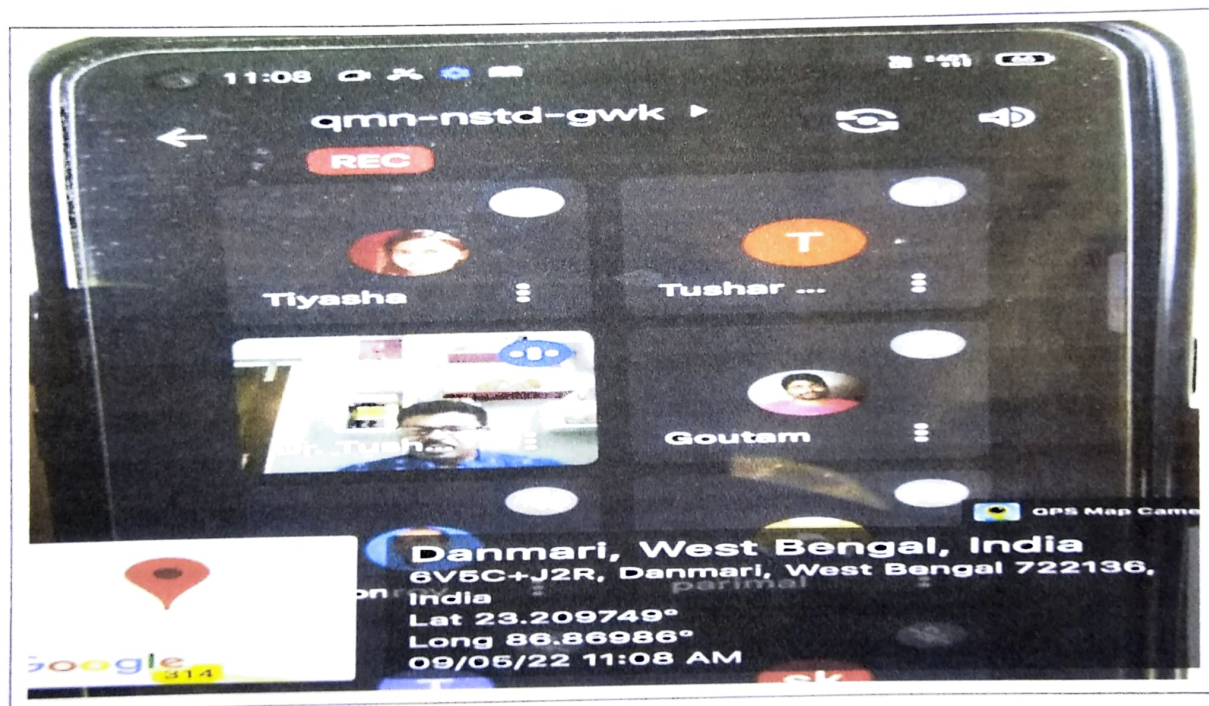 11:08
qmn-nstd-gwk
REC
Tiyasha
T
Tushar ...
Tush...
Goutam
GPS Map Came
Danmari, West Bengal, India
6V5C+J2R, Danmari, West Bengal 722136,
India
parimal
Lat 23.209749°
Long 86.86986°
09/05/22 11:08 AM
Google
314
T
sk